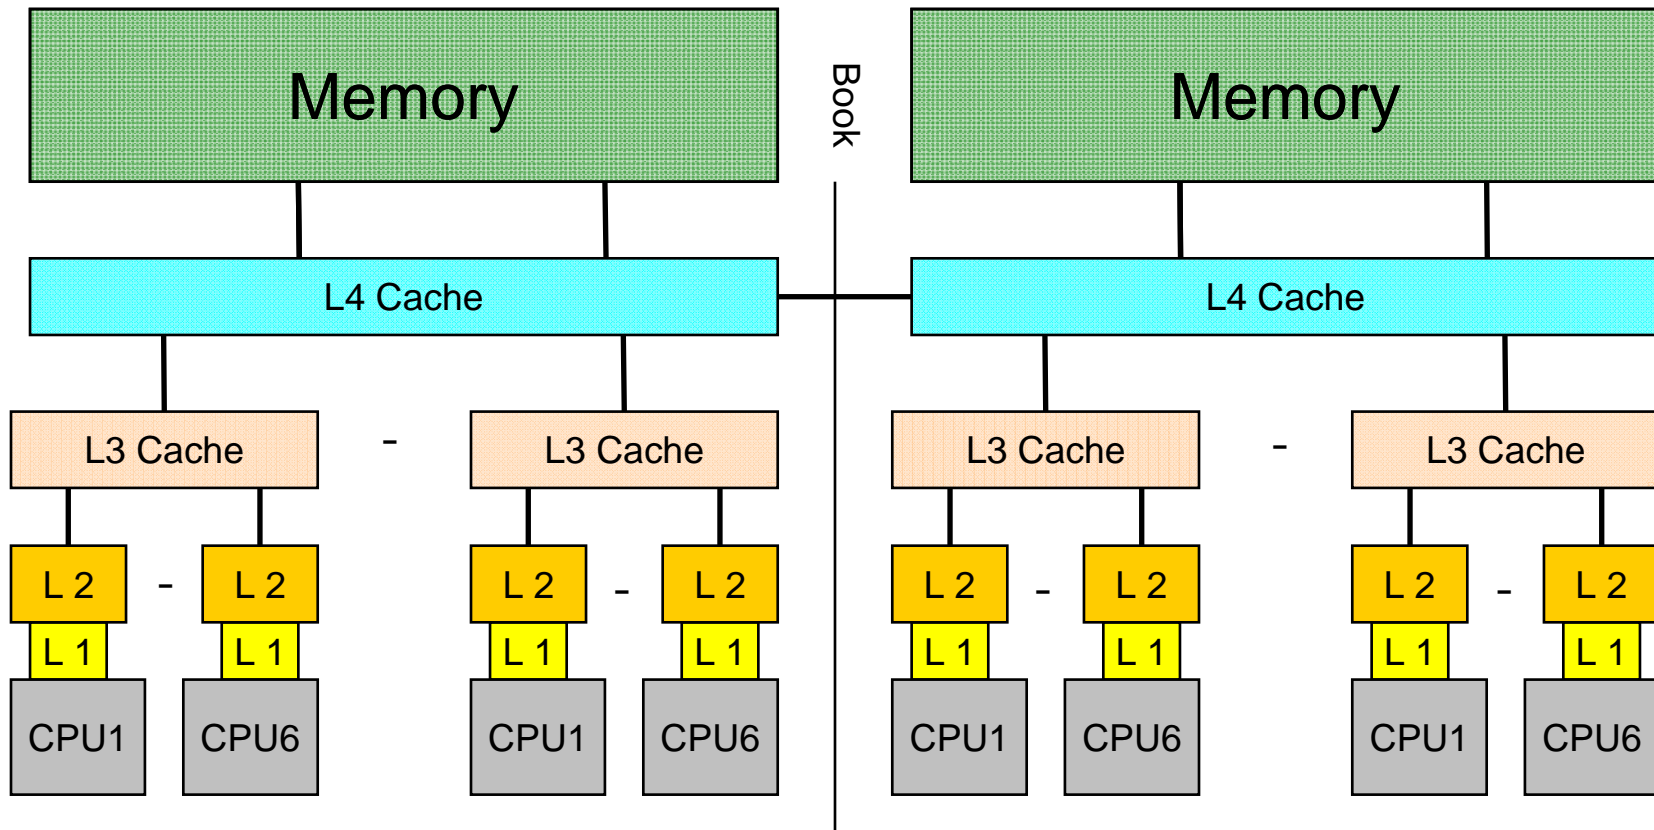 Memory
Book
Memory
L4 Cache
L4 Cache
L3 Cache
-
L3 Cache
L3 Cache
-
L3 Cache
L 2
-
L 2
L 2
-
L 2
L 2
-
L 2
L 2
-
L 2
L 1
L 1
L 1
L 1
L 1
L 1
L 1
L 1
CPU1
CPU6
CPU1
CPU6
CPU1
CPU6
CPU1
CPU6